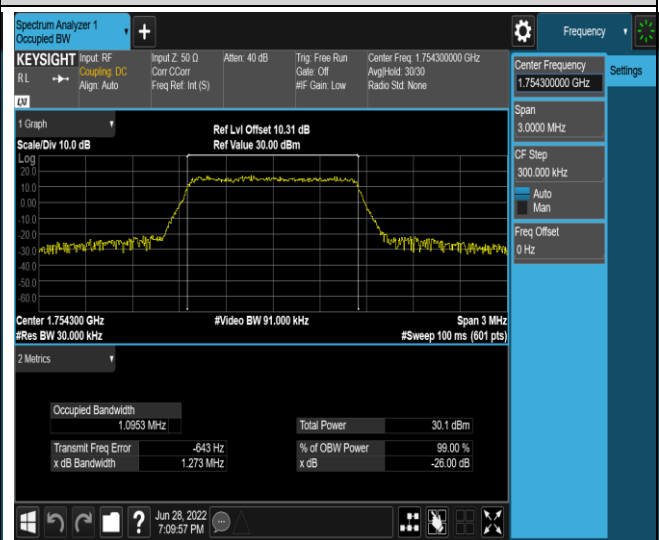 Spectrum Analyzer 1
Occupied BW
Frequency
KEYSIGHT
RL
LXI
Input: RF
Coupling: DC
Align: Auto
Input Z: 50 Ω
Corr CCorr
Freq Ref: Int (S)
Atten: 40 dB
Trig: Free Run
Gate: Off
#IF Gain: Low
Center Freq: 1.754300000 GHz
Avg|Hold: 30/30
Radio Std: None
Center Frequency
1.754300000 GHz
Settings
Span
3.0000 MHz
CF Step
300.000 kHz
Auto
Man
Freq Offset
0 Hz
1 Graph
Scale/Div 10.0 dB
Ref Lvl Offset 10.31 dB
Ref Value 30.00 dBm
Log
20.0
10.0
0.00
-10.0
-20.0
-30.0
-40.0
-50.0
-60.0
Center 1.754300 GHz
#Res BW 30.000 kHz
#Video BW 91.000 kHz
Span 3 MHz
#Sweep 100 ms (601 pts)
2 Metrics
Occupied Bandwidth
1.0953 MHz
Total Power 30.1 dBm
Transmit Freq Error -643 Hz
% of OBW Power 99.00 %
x dB Bandwidth 1.273 MHz
x dB -26.00 dB
Jun 28, 2022
7:09:57 PM